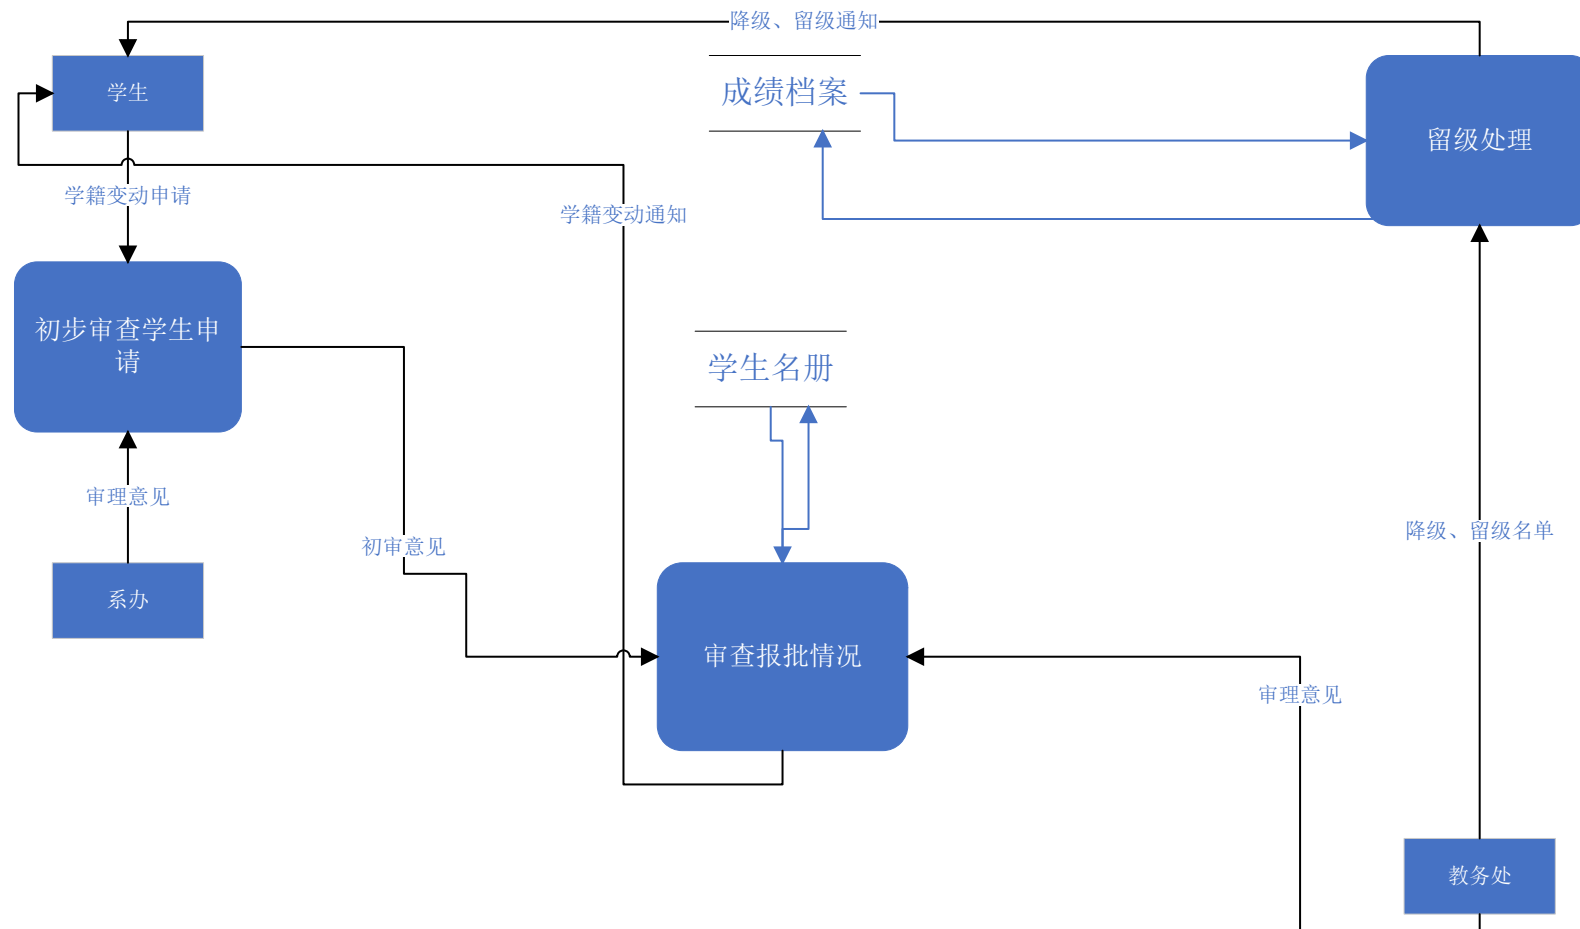 降级、留级通知
学生
成绩档案
留级处理
学籍变动申请
学籍变动通知
初步审查学生申
请
学生名册
审理意见
初审意见
降级、留级名单
系办
审查报批情况
审理意见
教务处